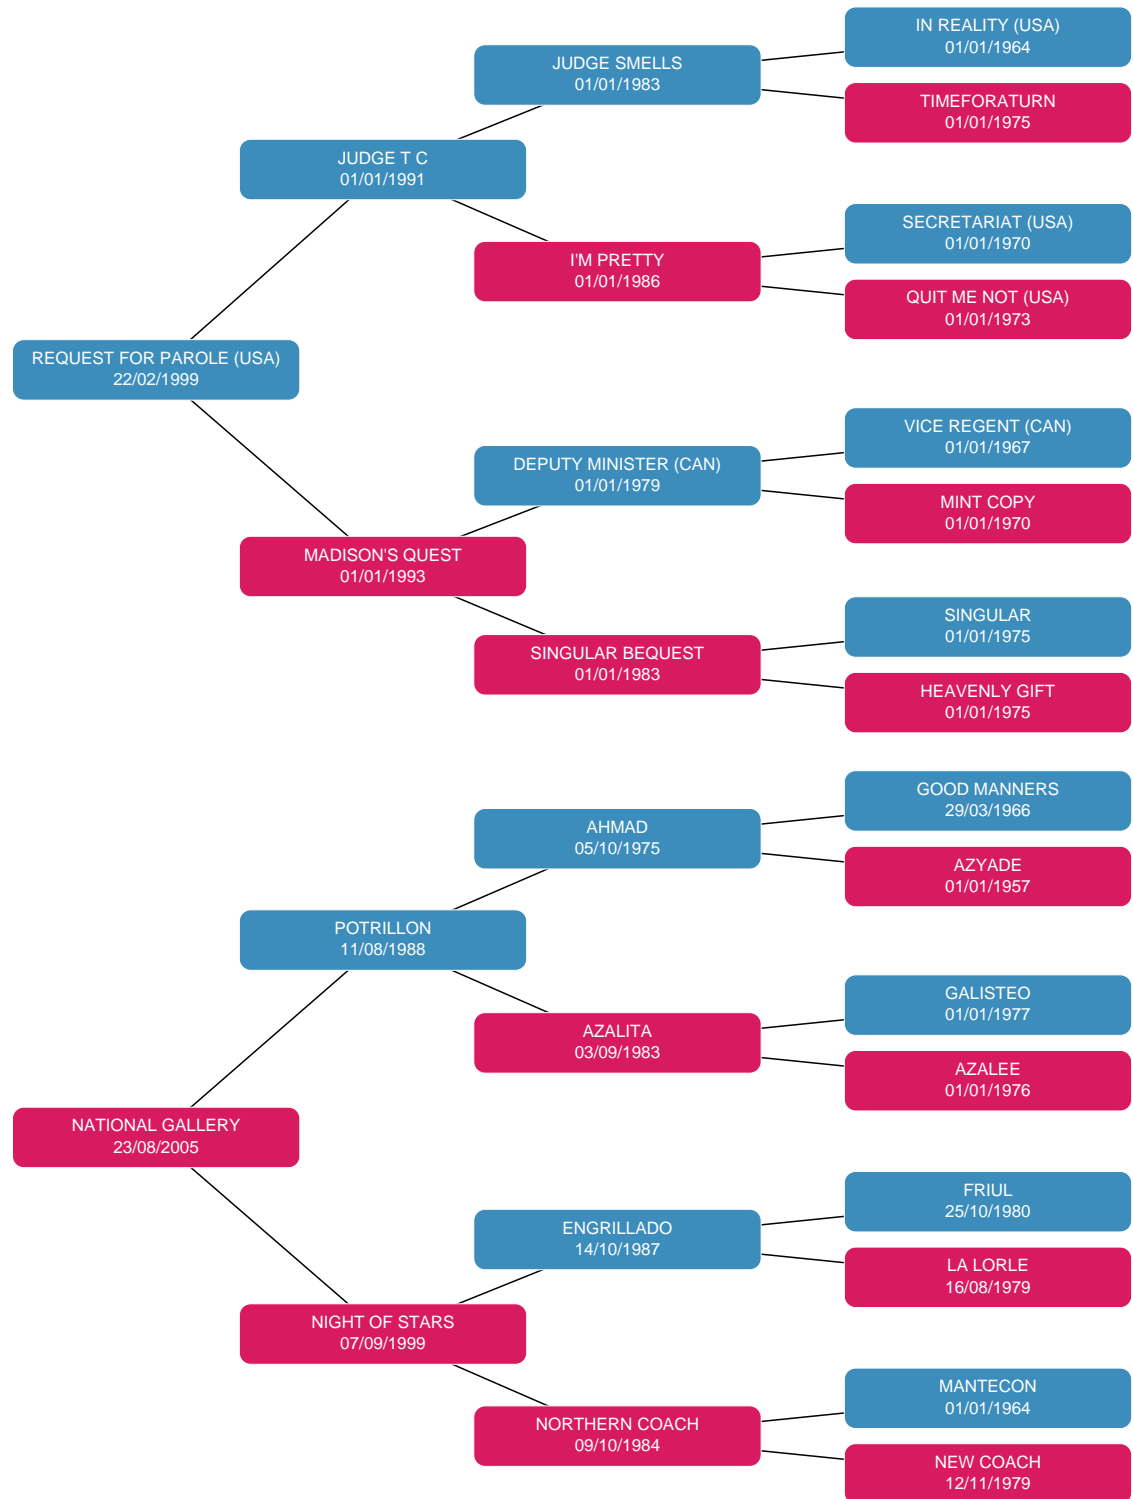 IN REALITY (USA)
01/01/1964
JUDGE SMELLS
01/01/1983
TIMEFORATURN
01/01/1975
JUDGE T C
01/01/1991
SECRETARIAT (USA)
01/01/1970
I'M PRETTY
01/01/1986
QUIT ME NOT (USA)
01/01/1973
REQUEST FOR PAROLE (USA)
22/02/1999
VICE REGENT (CAN)
01/01/1967
DEPUTY MINISTER (CAN)
01/01/1979
MINT COPY
01/01/1970
MADISON'S QUEST
01/01/1993
SINGULAR
01/01/1975
SINGULAR BEQUEST
01/01/1983
HEAVENLY GIFT
01/01/1975
GOOD MANNERS
29/03/1966
AHMAD
05/10/1975
AZYADE
01/01/1957
POTRILLON
11/08/1988
GALISTEO
01/01/1977
AZALITA
03/09/1983
AZALEE
01/01/1976
NATIONAL GALLERY
23/08/2005
FRIUL
25/10/1980
ENGRILLADO
14/10/1987
LA LORLE
16/08/1979
NIGHT OF STARS
07/09/1999
MANTECON
01/01/1964
NORTHERN COACH
09/10/1984
NEW COACH
12/11/1979